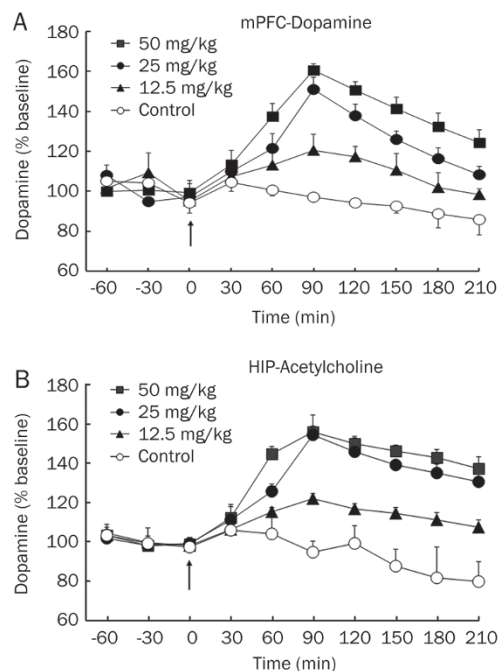 A
mPFC-Dopamine
50 mg/kg
25 mg/kg
12.5 mg/kg
Control
Dopamine (% baseline)
160
140
120
100
80
60
-60 -30 0 30 60 90 120 150 180 210
Time (min)
B
HIP-Acetylcholine
50 mg/kg
25 mg/kg
12.5 mg/kg
Control
Dopamine (% baseline)
180
160
140
120
100
80
60
-60 -30 0 30 60 90 120 150 180 210
Time (min)